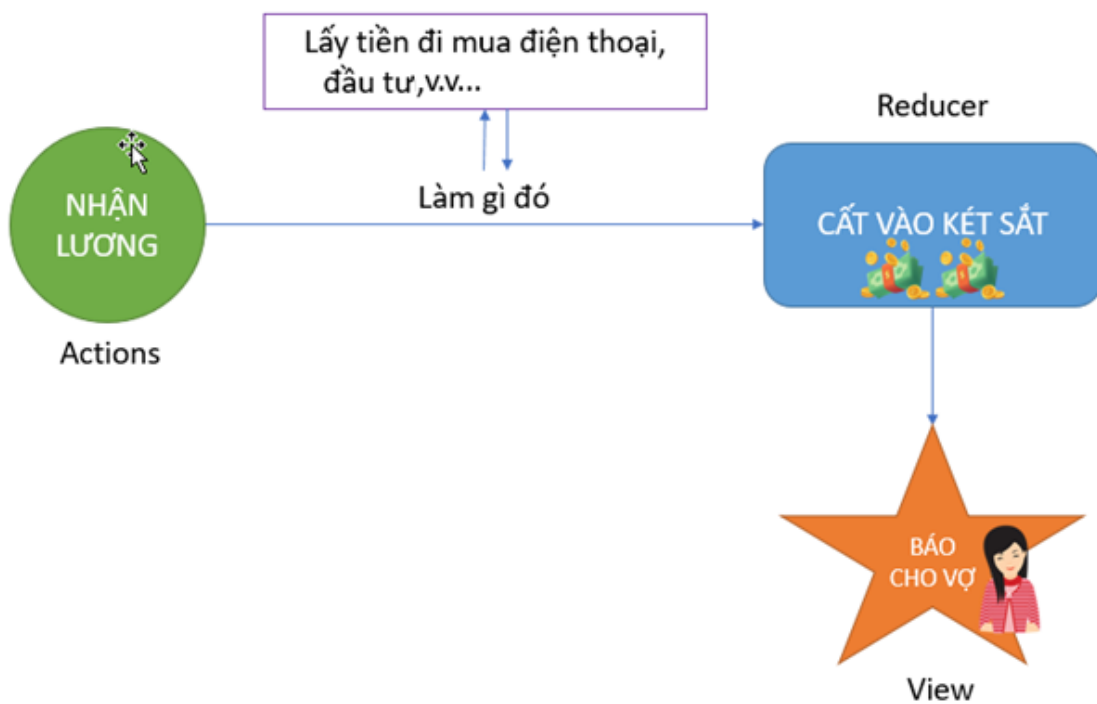 Lấy tiền đi mua điện thoại,
đầu tư,v.v...
Reducer
NHẬN
LƯƠNG
Làm gì đó
CẤT VÀO KÉT SẮT
Actions
BÁO
CHO VỢ
View